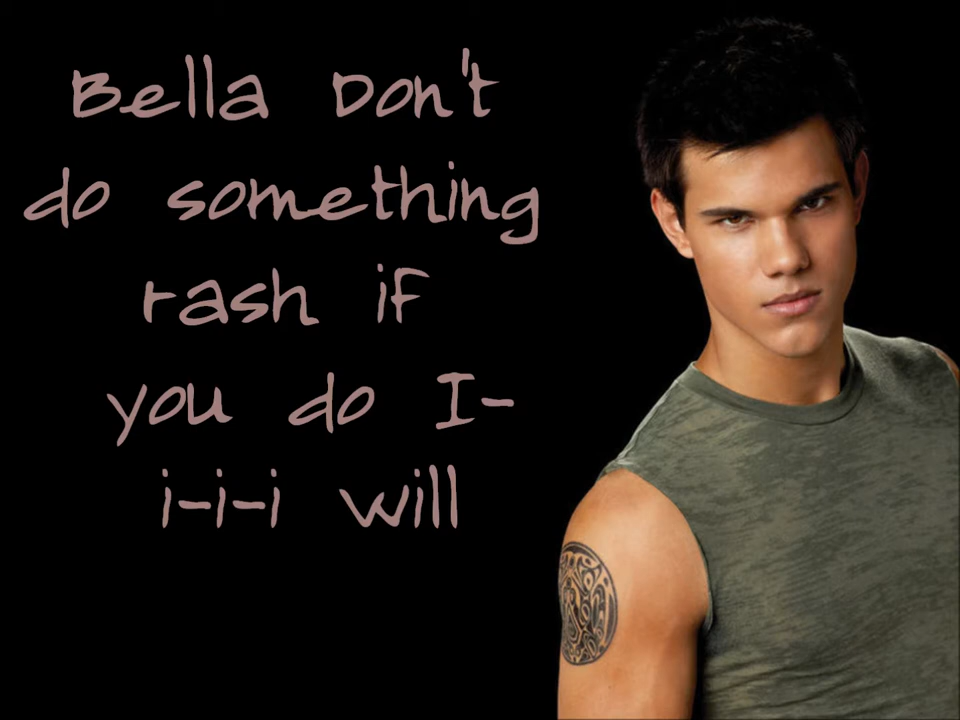 Bella Don't
do something
rash if
you do I-
i-i-i will